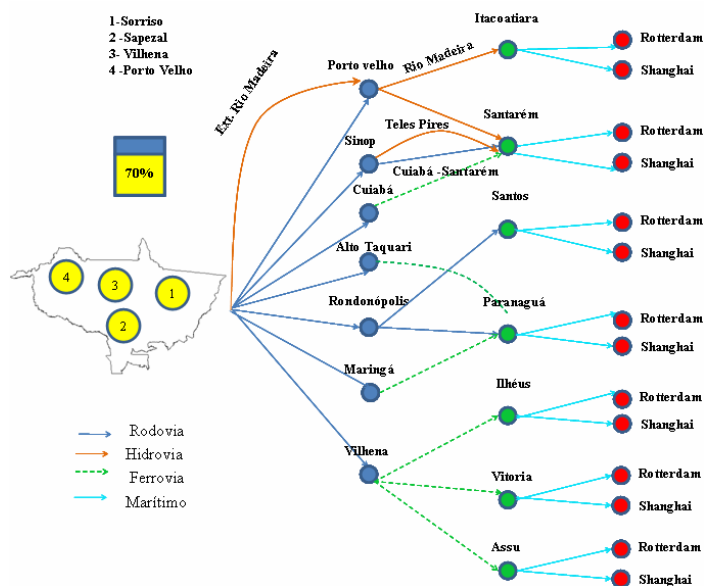 1-Sorriso
2 -Sapezal
3- Vilhena
4 -Porto Velho
70%
4
3
1
2
Rodovia
Hidrovia
Ferrovia
Marítimo
Ext. Rio Madeira
Porto velho
Rio Madeira
Sinop
Teles Pires
Cuiabá -Santarém
Cuiabá
Alto Taquari
Rondonópolis
Maringá
Vilhena
Itacoatiara
Santarém
Santos
Paranaguá
Ilhéus
Vitoria
Assu
Rotterdam
Shanghai
Rotterdam
Shanghai
Rotterdam
Shanghai
Rotterdam
Shanghai
Rotterdam
Shanghai
Rotterdam
Shanghai
Rotterdam
Shanghai